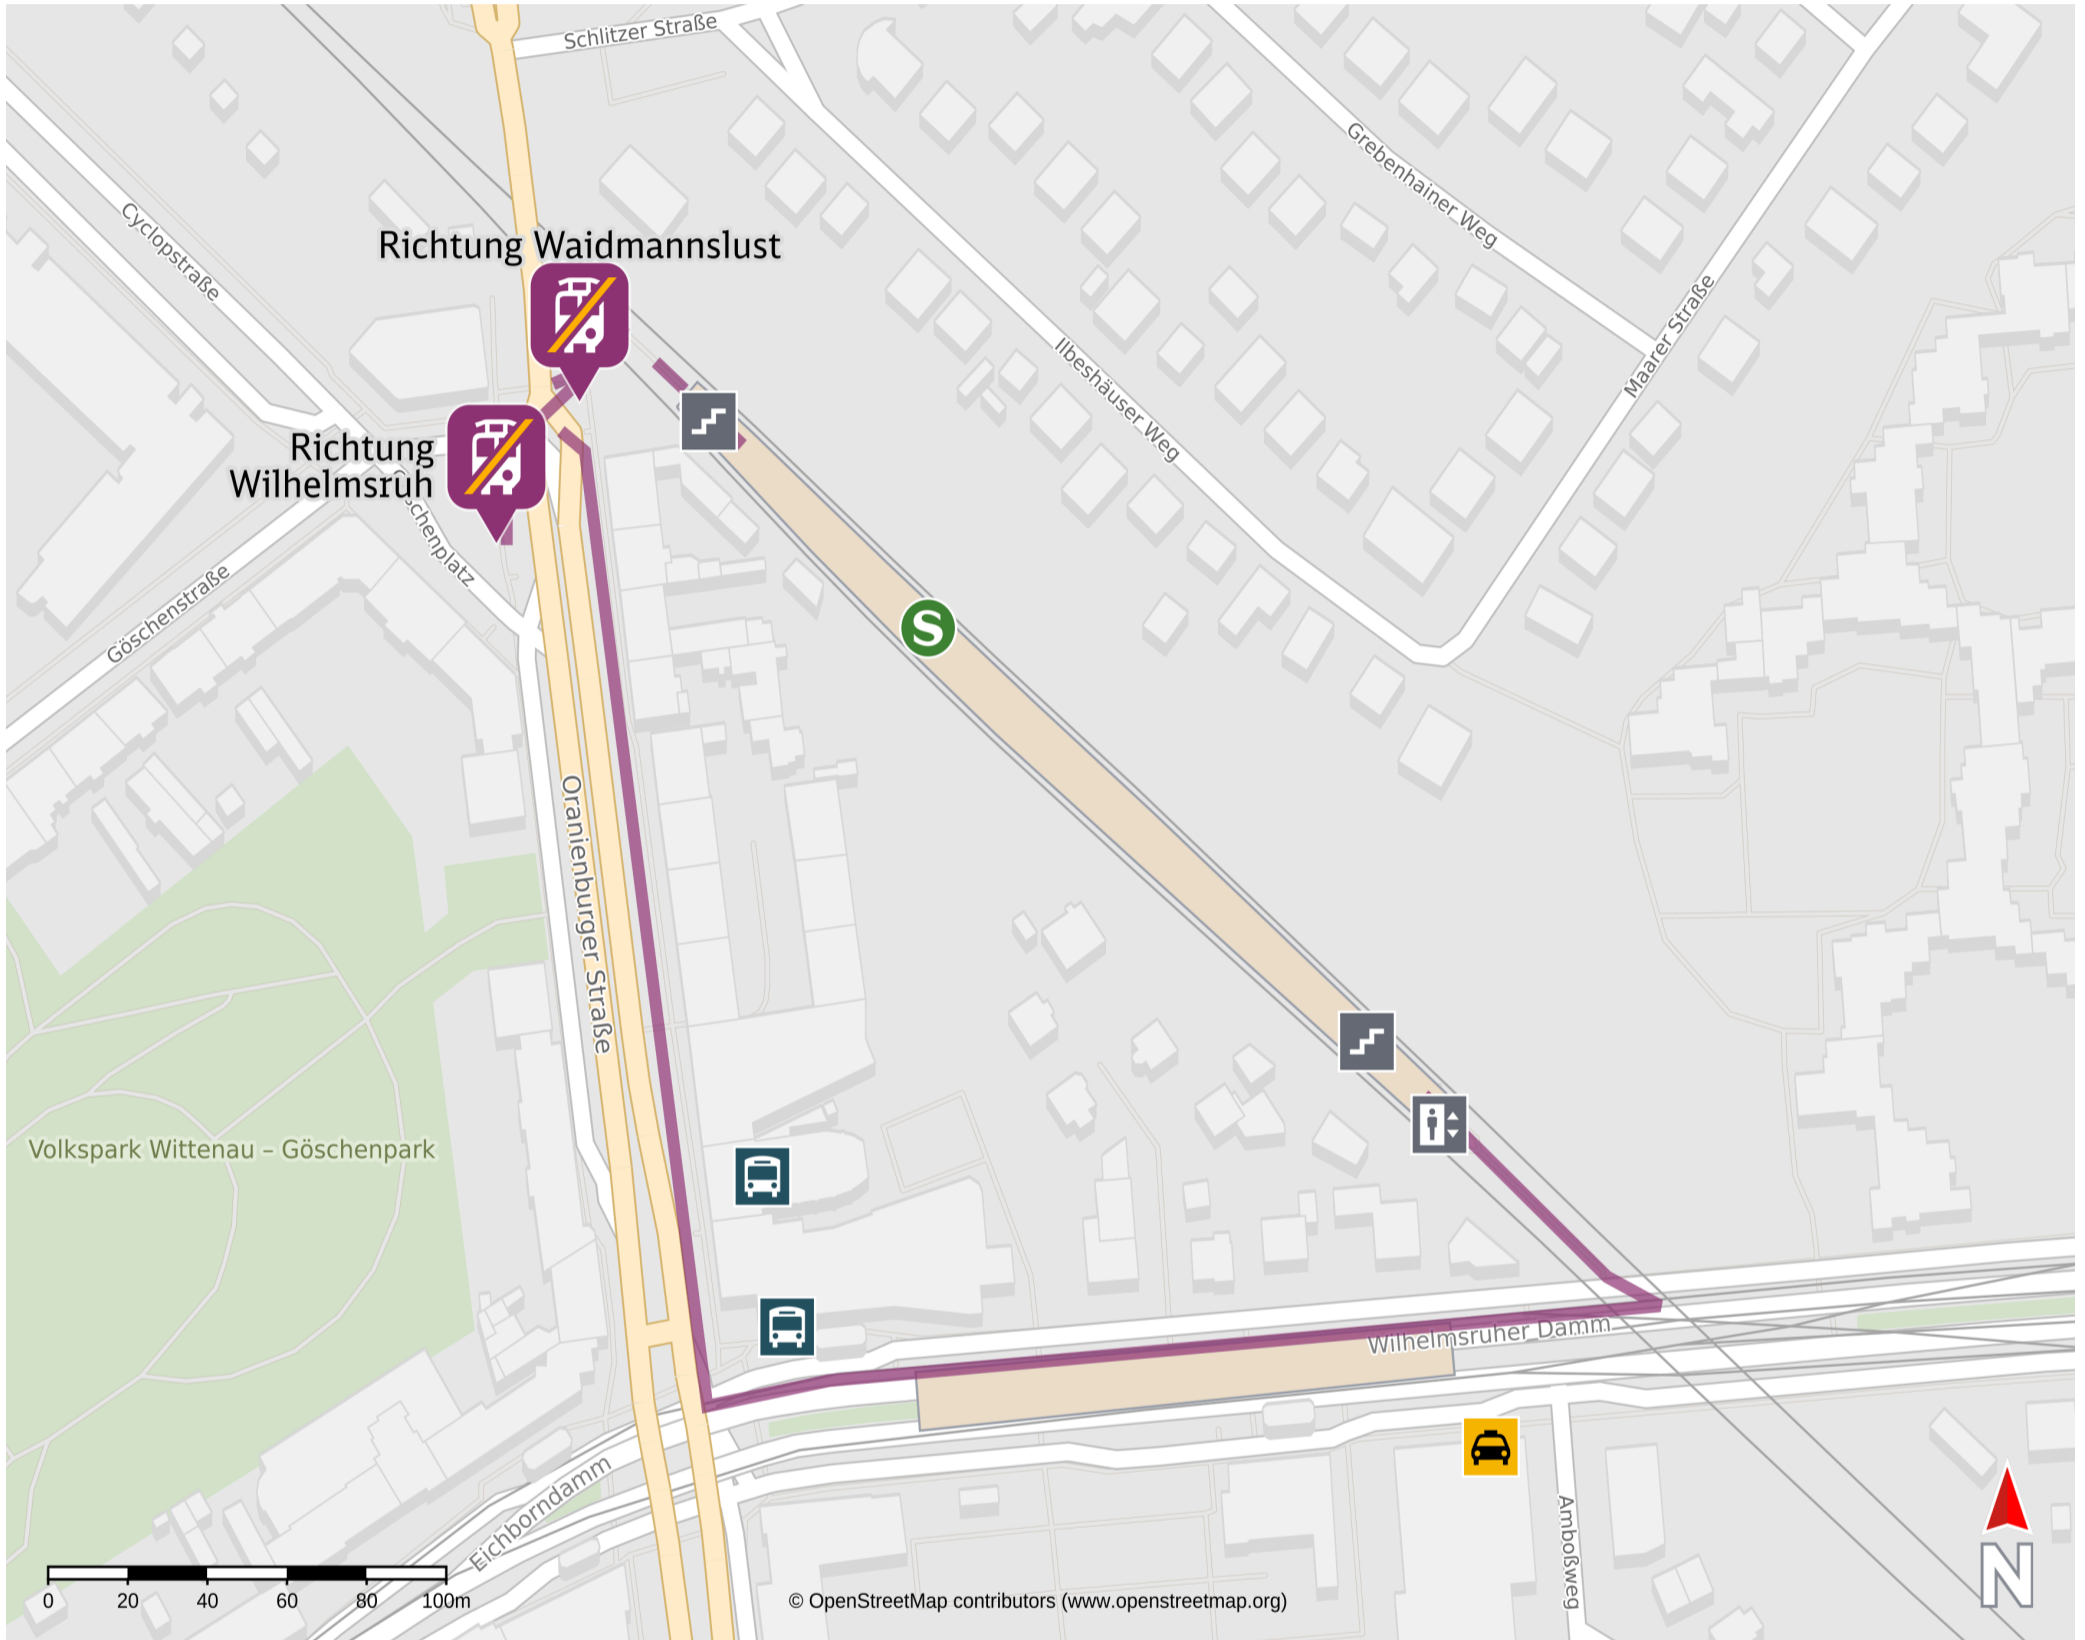 Schlitzer Straße
Grebenhainer Weg
Cyclopstraße
Richtung Waidmannslust
Maarer Straße
Ilbeshäuser Weg
Richtung
Wilhelmsruh
Göschenstraße
S
Oranienburger Straße
Volkspark Wittenau – Göschenpark
Wilhelmsruher Damm
Eichborndamm
Amboßweg
N
0 20 40 60 80 100m
© OpenStreetMap contributors (www.openstreetmap.org)